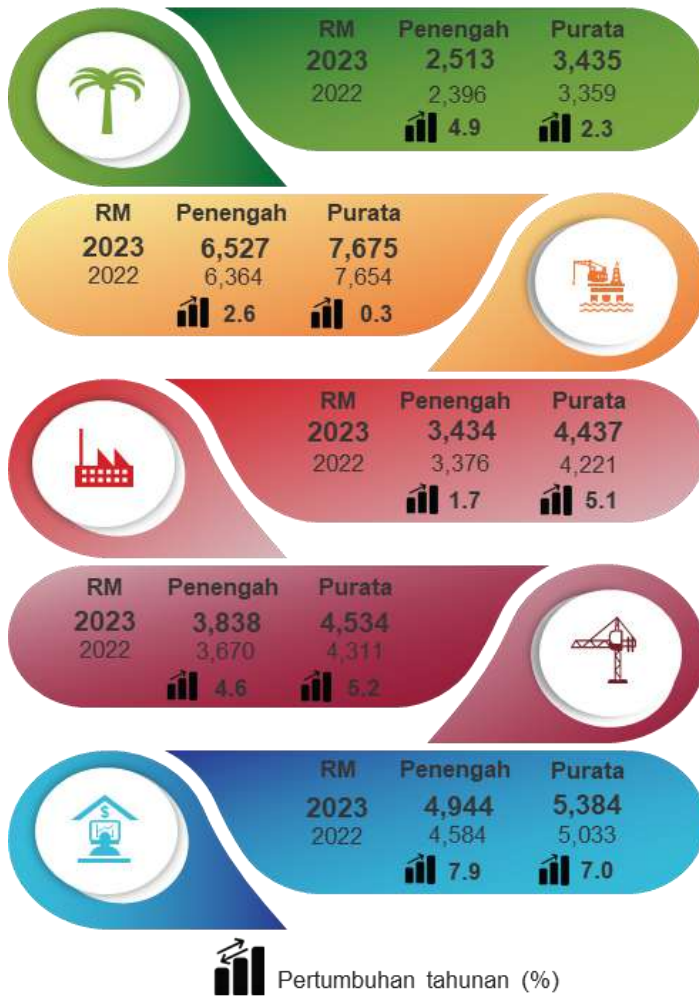 RM Penengah Purata
2023 2,513 3,435
2022 2,396 3,359
4.9 2.3
RM Penengah Purata
2023 6,527 7,675
2022 6,364 7,654
2.6 0.3
RM Penengah Purata
2023 3,434 4,437
2022 3,376 4,221
1.7 5.1
RM Penengah Purata
2023 3,838 4,534
2022 3,670 4,311
4.6 5.2
$
RM Penengah Purata
2023 4,944 5,384
2022 4,584 5,033
7.9 7.0
Pertumbuhan tahunan (%)